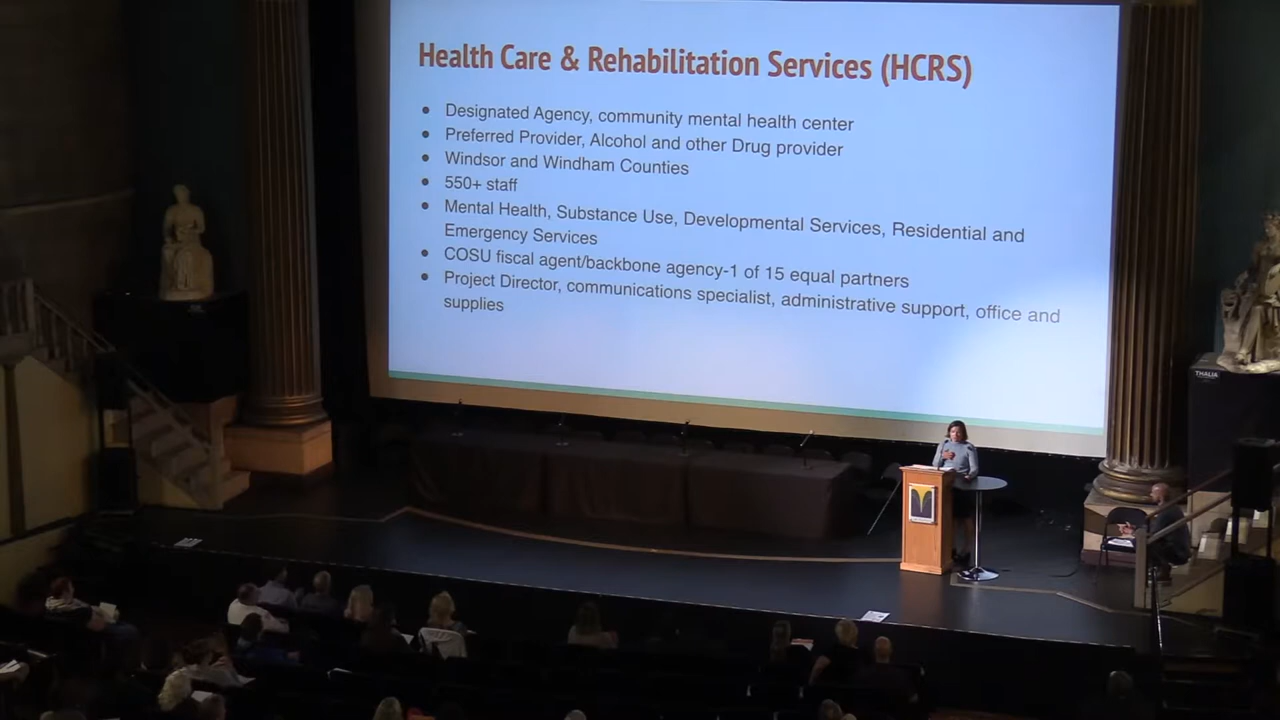 Health Care & Rehabilitation Services (HCRS)
● Designated Agency, community mental health center
● Preferred Provider, Alcohol and other Drug provider
● Windsor and Windham Counties
● 550+ staff
● Mental Health, Substance Use, Developmental Services, Residential and
Emergency Services
● COSU fiscal agent/backbone agency-1 of 15 equal partners
● Project Director, communications specialist, administrative support, office and
supplies
THALIA